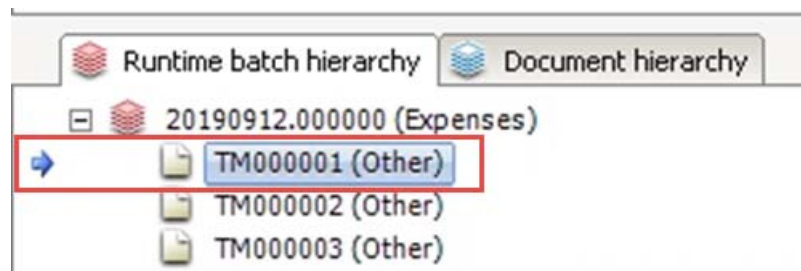 Runtime batch hierarchy Document hierarchy
20190912.000000 (Expenses)
TM000001 (Other)
TM000002 (Other)
TM000003 (Other)